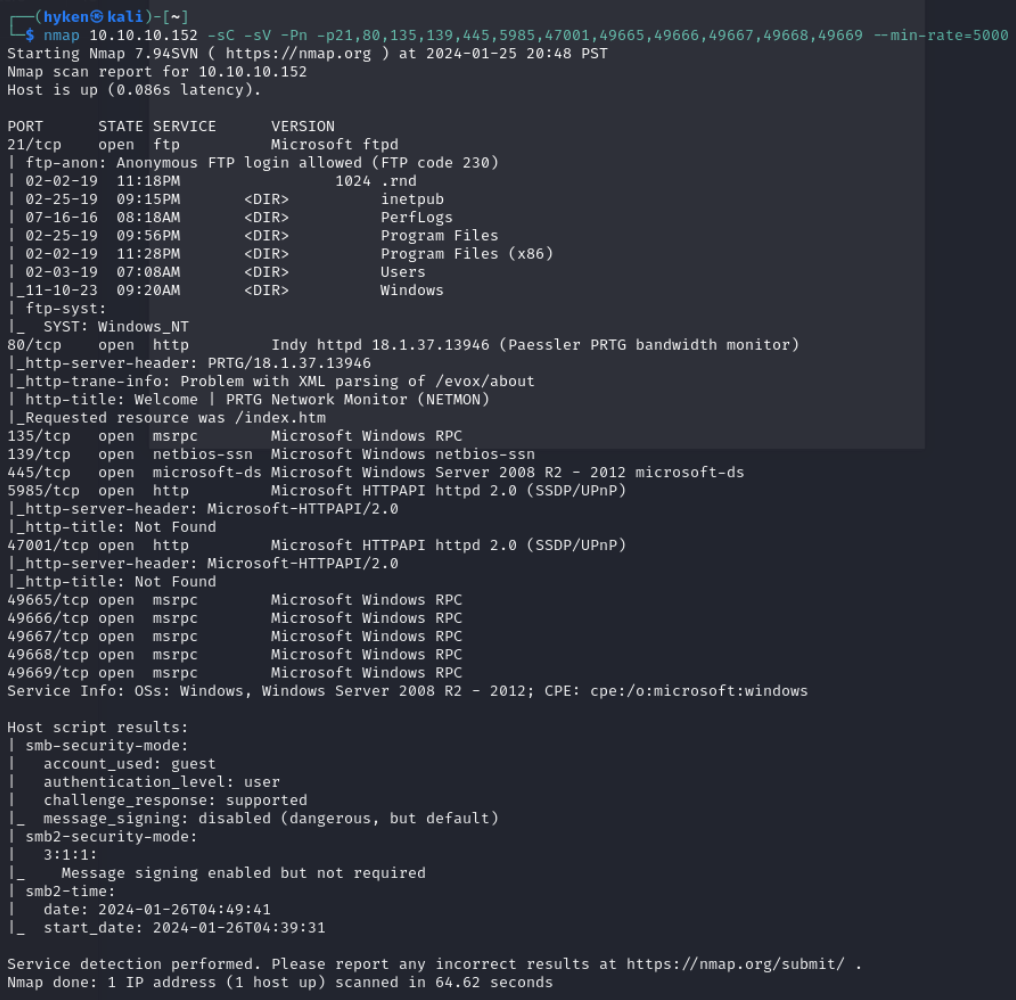 ┌──(hyken㉿kali)-[~]
└─$ nmap 10.10.10.152 -sC -sV -Pn -p21,80,135,139,445,5985,47001,49665,49666,49667,49668,49669 --min-rate=5000
Starting Nmap 7.94SVN ( https://nmap.org ) at 2024-01-25 20:48 PST
Nmap scan report for 10.10.10.152
Host is up (0.086s latency).

PORT      STATE SERVICE      VERSION
21/tcp    open  ftp          Microsoft ftpd
| ftp-anon: Anonymous FTP login allowed (FTP code 230)
| 02-02-19  11:18PM                 1024 .rnd
| 02-25-19  09:15PM       <DIR>          inetpub
| 07-16-16  08:18AM       <DIR>          PerfLogs
| 02-25-19  09:56PM       <DIR>          Program Files
| 02-02-19  11:28PM       <DIR>          Program Files (x86)
| 02-03-19  07:08AM       <DIR>          Users
|_11-10-23  09:20AM       <DIR>          Windows
| ftp-syst:
|_  SYST: Windows_NT
80/tcp    open  http         Indy httpd 18.1.37.13946 (Paessler PRTG bandwidth monitor)
|_http-server-header: PRTG/18.1.37.13946
|_http-trane-info: Problem with XML parsing of /evox/about
| http-title: Welcome | PRTG Network Monitor (NETMON)
|_Requested resource was /index.htm
135/tcp   open  msrpc        Microsoft Windows RPC
139/tcp   open  netbios-ssn  Microsoft Windows netbios-ssn
445/tcp   open  microsoft-ds Microsoft Windows Server 2008 R2 - 2012 microsoft-ds
5985/tcp  open  http         Microsoft HTTPAPI httpd 2.0 (SSDP/UPnP)
|_http-server-header: Microsoft-HTTPAPI/2.0
|_http-title: Not Found
47001/tcp open  http         Microsoft HTTPAPI httpd 2.0 (SSDP/UPnP)
|_http-server-header: Microsoft-HTTPAPI/2.0
|_http-title: Not Found
49665/tcp open  msrpc        Microsoft Windows RPC
49666/tcp open  msrpc        Microsoft Windows RPC
49667/tcp open  msrpc        Microsoft Windows RPC
49668/tcp open  msrpc        Microsoft Windows RPC
49669/tcp open  msrpc        Microsoft Windows RPC
Service Info: OSs: Windows, Windows Server 2008 R2 - 2012; CPE: cpe:/o:microsoft:windows

Host script results:
| smb-security-mode:
|   account_used: guest
|   authentication_level: user
|   challenge_response: supported
|_  message_signing: disabled (dangerous, but default)
| smb2-security-mode:
|   3:1:1:
|_    Message signing enabled but not required
| smb2-time:
|   date: 2024-01-26T04:49:41
|_  start_date: 2024-01-26T04:39:31

Service detection performed. Please report any incorrect results at https://nmap.org/submit/ .
Nmap done: 1 IP address (1 host up) scanned in 64.62 seconds